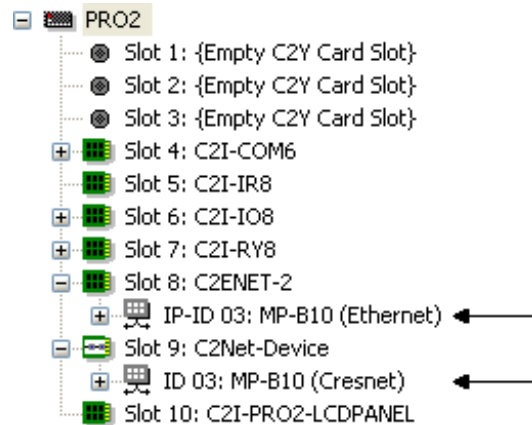 PRO2
Slot 1: {Empty C2Y Card Slot}
Slot 2: {Empty C2Y Card Slot}
Slot 3: {Empty C2Y Card Slot}
Slot 4: C2I-COM6
Slot 5: C2I-IR8
Slot 6: C2I-IO8
Slot 7: C2I-RY8
Slot 8: C2ENET-2
IP-ID 03: MP-B10 (Ethernet)
Slot 9: C2Net-Device
ID 03: MP-B10 (Cresnet)
Slot 10: C2I-PRO2-LCDPANEL